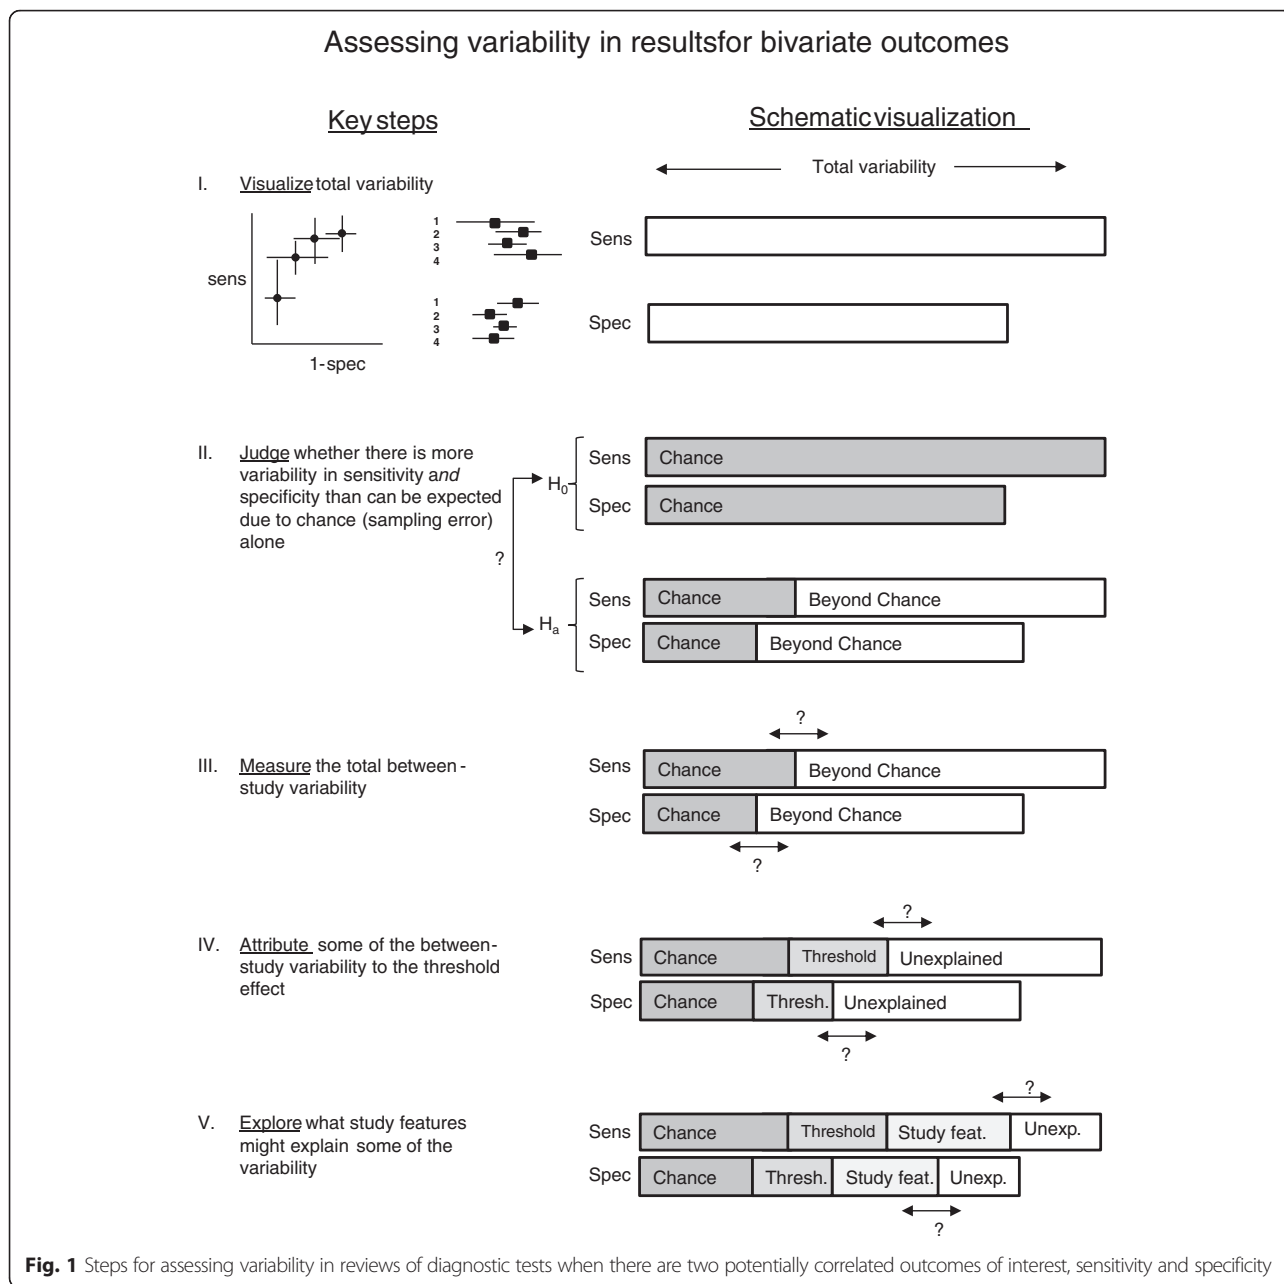 Assessing variability in resultsfor bivariate outcomes
Key steps
Schematic visualization
Total variability
I. Visualize total variability
sens
1-spec
1
2
3
4
1
2
3
4
Sens
Spec
II. Judge whether there is more
variability in sensitivity and
specificity than can be expected
due to chance (sampling error)
alone
?
H0
Sens Chance
Spec Chance
Ha
Sens Chance Beyond Chance
Spec Chance Beyond Chance
III. Measure the total between-
study variability
?
Sens Chance Beyond Chance
Spec Chance Beyond Chance
?
IV. Attribute some of the between-
study variability to the threshold
effect
?
Sens Chance Threshold Unexplained
Spec Chance Thresh. Unexplained
?
V. Explore what study features
might explain some of the
variability
?
Sens Chance Threshold Study feat. Unexp.
Spec Chance Thresh. Study feat. Unexp.
?
Fig. 1 Steps for assessing variability in reviews of diagnostic tests when there are two potentially correlated outcomes of interest, sensitivity and specificity